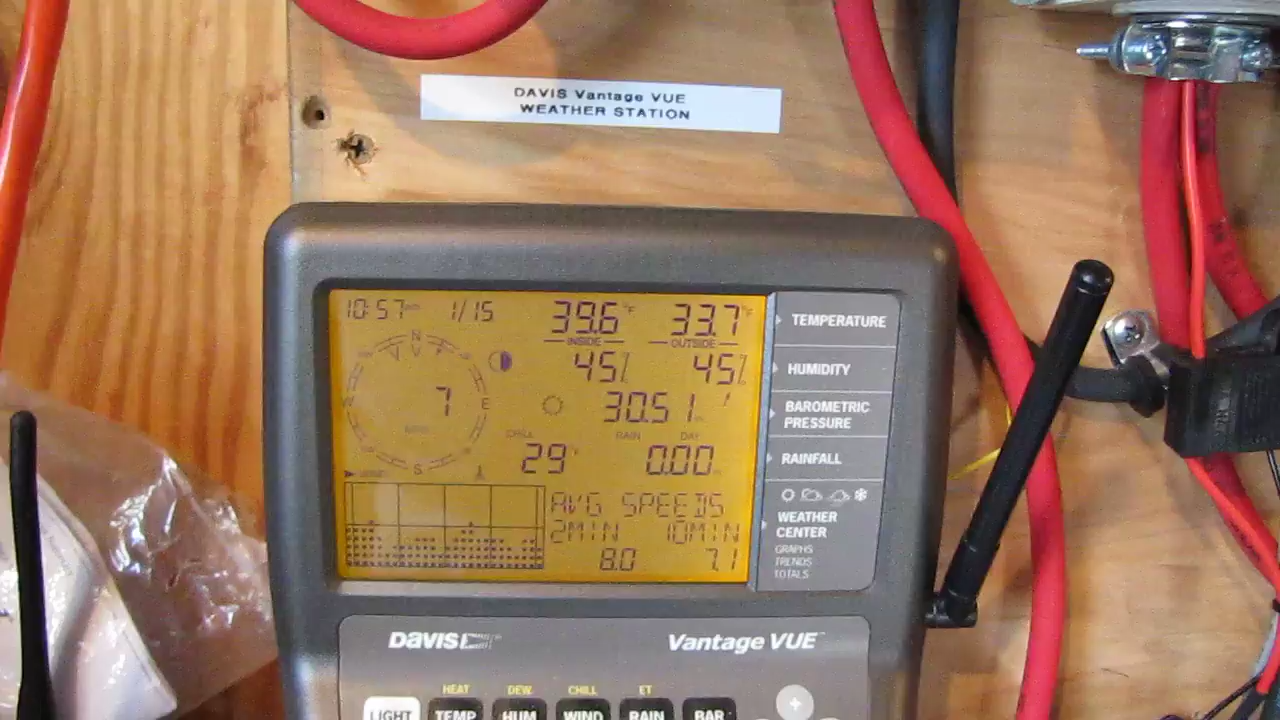 DAVIS Vantage VUE
WEATHER STATION
10:57 1/15 39.6°F 33.7°F
INSIDE OUTSIDE
N
45% 45%
7 E
30.51
CHILL RAIN DAY
29° 0.00
S
AVG SPEEDS
2MIN 10MIN
8.0 7.1
TEMPERATURE
HUMIDITY
BAROMETRIC
PRESSURE
RAINFALL
WEATHER
CENTER
GRAPHS
TRENDS
TOTALS
DAVIS Vantage VUE
HEAT DEW CHILL ET
LIGHT TEMP HUM WIND RAIN BAR
+